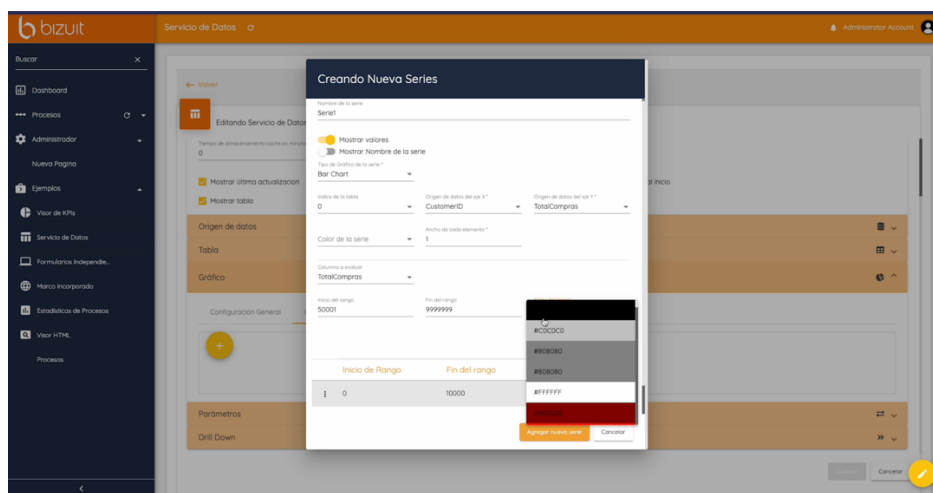 bizuit
Servicio de Datos
Administrator Account
Buscar
Dashboard
Procesos
Administrador
Nueva Pagina
Ejemplos
Visor de KPIs
Servicio de Datos
Formularios Independie...
Marco Incorporado
Estadísticas de Procesos
Visor HTML
Procesos
Volver
Editando Servicio de Datos
Tiempo de almacenamiento cache en minuto
0
Mostrar última actualizacion
al inicio
Mostrar tabla
Origen de datos
Tabla
Gráfico
Configuración General
Parámetros
Drill Down
Cancelar
Creando Nueva Series
Nombre de la serie
Serie1
Mostrar valores
Mostrar Nombre de la serie
Tipo de Gráfico de la serie *
Bar Chart
Indice de la tabla
0
Origen de datos del eje X *
CustomerID
Origen de datos del eje Y *
TotalCompras
Color de la serie
Ancho de cada elemento *
1
Columna a evaluar
TotalCompras
Inicio del rango
50001
Fin del rango
9999999
#C0C0C0
#808080
#808080
#FFFFFF
Inicio de Rango
Fin del rango
0
10000
Agregar nueva serie
Cancelar